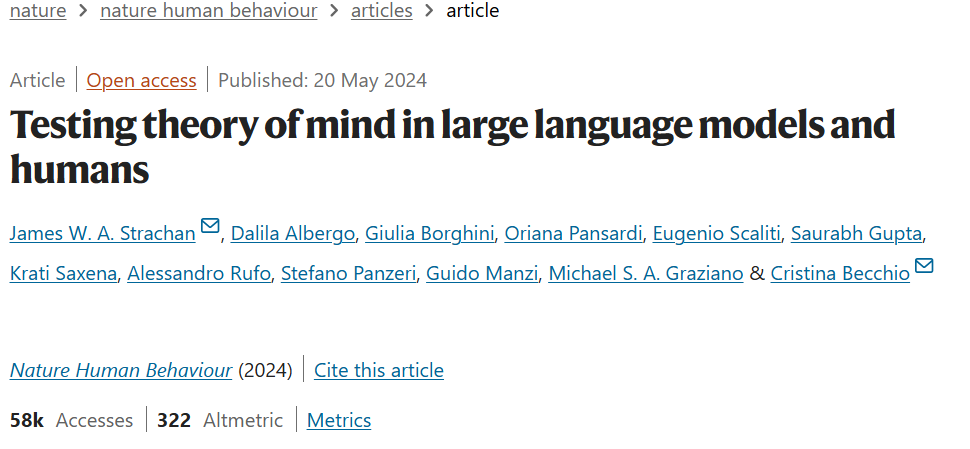 nature > nature human behaviour > articles > article
Article | Open access | Published: 20 May 2024
Testing theory of mind in large language models and
humans
James W. A. Strachan, Dalila Albergo, Giulia Borghini, Oriana Pansardi, Eugenio Scaliti, Saurabh Gupta,
Krati Saxena, Alessandro Rufo, Stefano Panzeri, Guido Manzi, Michael S. A. Graziano & Cristina Becchio
Nature Human Behaviour (2024) | Cite this article
58k Accesses | 322 Altmetric | Metrics